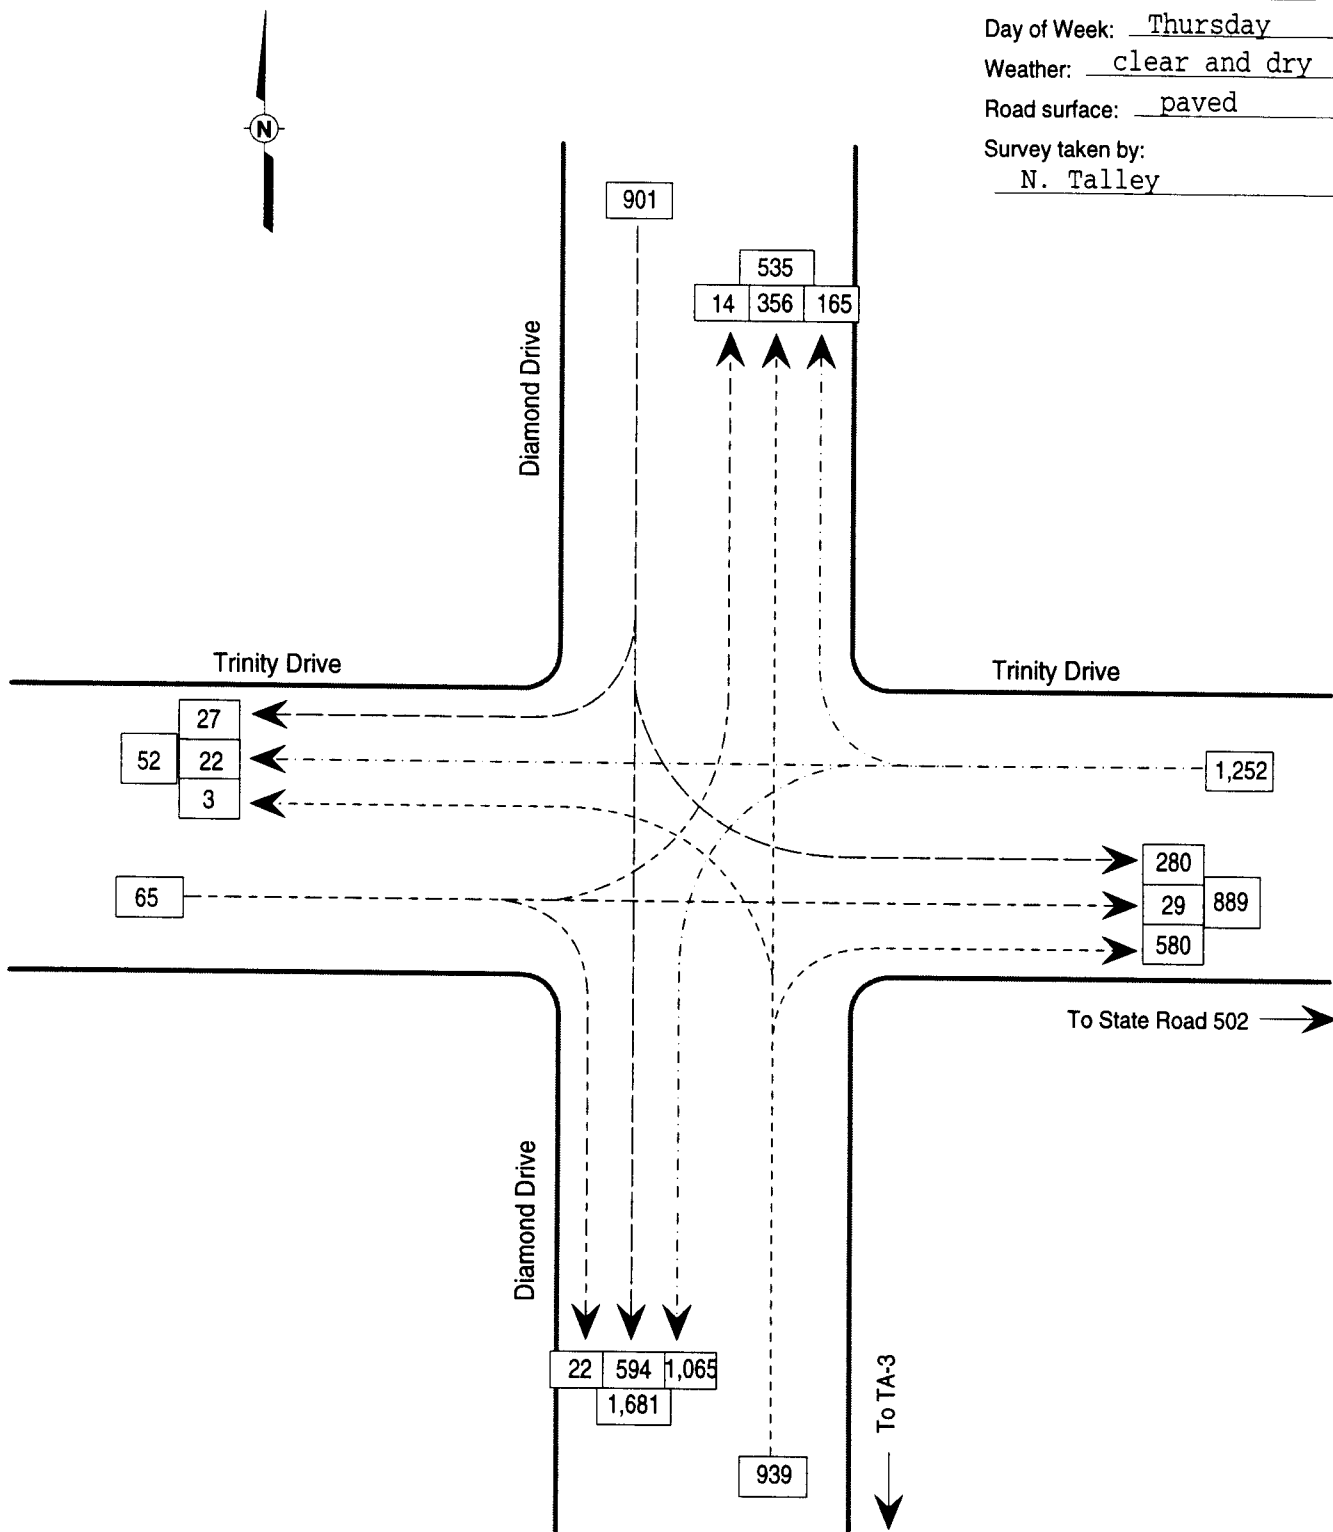 Day of Week: Thursday
Weather: clear and dry
Road surface: paved
Survey taken by:
N. Talley
N
901
535
14 356 165
Diamond Drive
Trinity Drive
Trinity Drive
27
52 22
3
1,252
65
280
29 889
580
To State Road 502
Diamond Drive
22 594 1,065
1,681
To TA-3
939